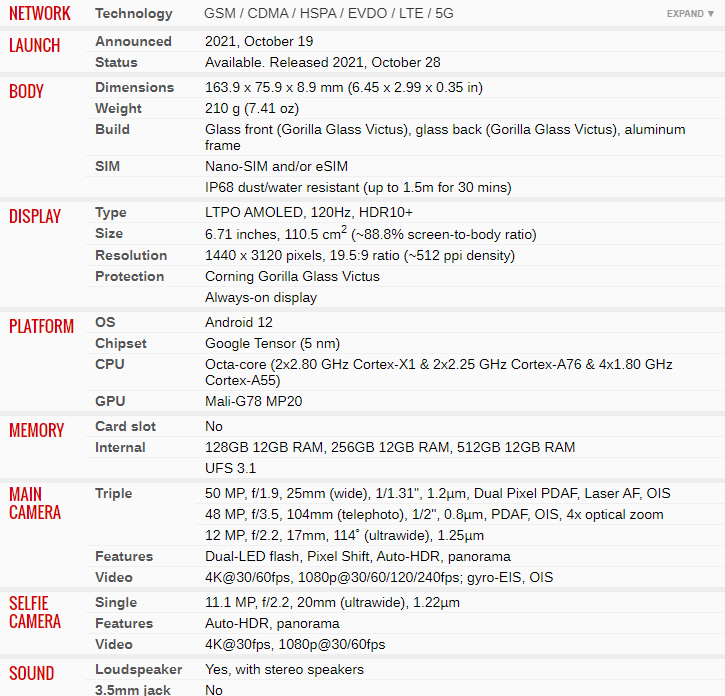 NETWORK Technology GSM / CDMA / HSPA / EVDO / LTE / 5G EXPAND ▼
LAUNCH Announced 2021, October 19
Status Available. Released 2021, October 28
BODY Dimensions 163.9 x 75.9 x 8.9 mm (6.45 x 2.99 x 0.35 in)
Weight 210 g (7.41 oz)
Build Glass front (Gorilla Glass Victus), glass back (Gorilla Glass Victus), aluminum
frame
SIM Nano-SIM and/or eSIM
IP68 dust/water resistant (up to 1.5m for 30 mins)
DISPLAY Type LTPO AMOLED, 120Hz, HDR10+
Size 6.71 inches, 110.5 cm² (~88.8% screen-to-body ratio)
Resolution 1440 x 3120 pixels, 19.5:9 ratio (~512 ppi density)
Protection Corning Gorilla Glass Victus
Always-on display
PLATFORM OS Android 12
Chipset Google Tensor (5 nm)
CPU Octa-core (2x2.80 GHz Cortex-X1 & 2x2.25 GHz Cortex-A76 & 4x1.80 GHz
Cortex-A55)
GPU Mali-G78 MP20
MEMORY Card slot No
Internal 128GB 12GB RAM, 256GB 12GB RAM, 512GB 12GB RAM
UFS 3.1
MAIN CAMERA Triple 50 MP, f/1.9, 25mm (wide), 1/1.31", 1.2µm, Dual Pixel PDAF, Laser AF, OIS
48 MP, f/3.5, 104mm (telephoto), 1/2", 0.8µm, PDAF, OIS, 4x optical zoom
12 MP, f/2.2, 17mm, 114˚ (ultrawide), 1.25µm
Features Dual-LED flash, Pixel Shift, Auto-HDR, panorama
Video 4K@30/60fps, 1080p@30/60/120/240fps; gyro-EIS, OIS
SELFIE CAMERA Single 11.1 MP, f/2.2, 20mm (ultrawide), 1.22µm
Features Auto-HDR, panorama
Video 4K@30fps, 1080p@30/60fps
SOUND Loudspeaker Yes, with stereo speakers
3.5mm jack No